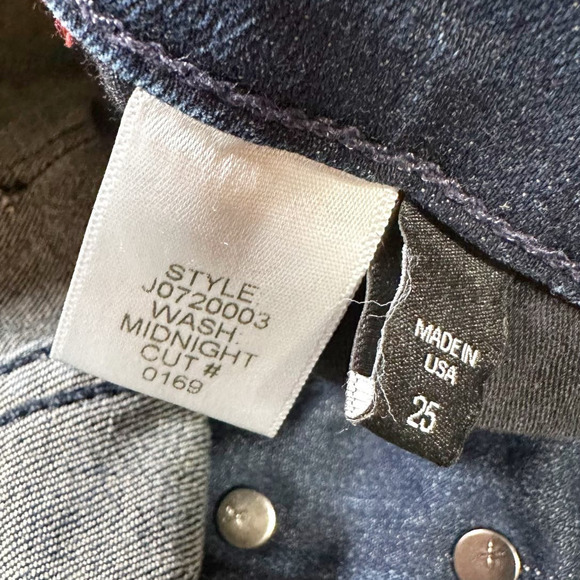 STYLE
J0720003
WASH.
MIDNIGHT
CUT #
0169
MADE IN
USA
25